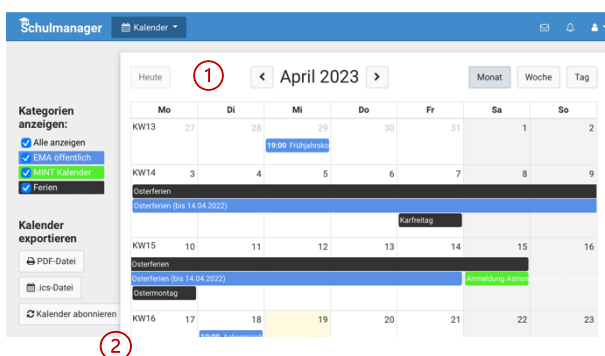 Schulmanager
Kalender
Heute
1
April 2023
Monat
Woche
Tag
Kategorien
anzeigen:
Alle anzeigen
EMA öffentlich
MINT Kalender
Ferien
Kalender
exportieren
PDF-Datei
.ics-Datei
Kalender abonnieren
2
Mo Di Mi Do Fr Sa So
KW13 27 28 29 30 31 1 2
19:00 Frühjahrsko
KW14 3 4 5 6 7 8 9
Osterferien
Osterferien (bis 14.04.2022)
Karfreitag
KW15 10 11 12 13 14 15 16
Osterferien
Osterferien (bis 14.04.2022)
Anmeldung Astron
Ostermontag
KW16 17 18 19 20 21 22 23